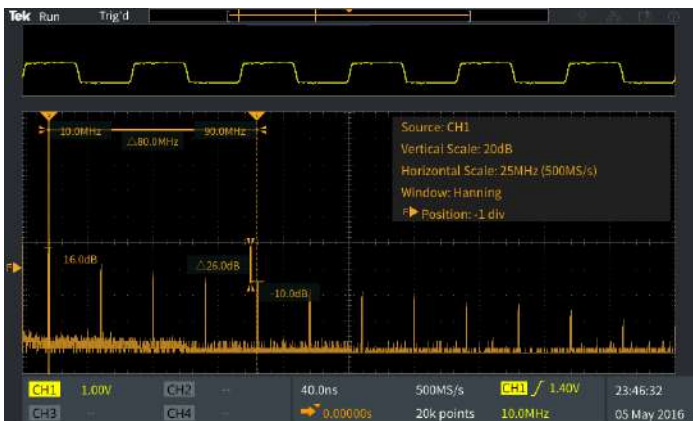 Tek Run Trig'd
10.0MHz 90.0MHz
△80.0MHz
Source: CH1
Vertical Scale: 20dB
Horizontal Scale: 25MHz (500MS/s)
Window: Hanning
F Position: -1 div
16.0dB △26.0dB
-10.0dB
F
CH1 1.00V CH2 -- 40.0ns 500MS/s CH1 / 1.40V 23:46:32
CH3 -- CH4 -- 0.00000s 20k points 10.0MHz 05 May 2016